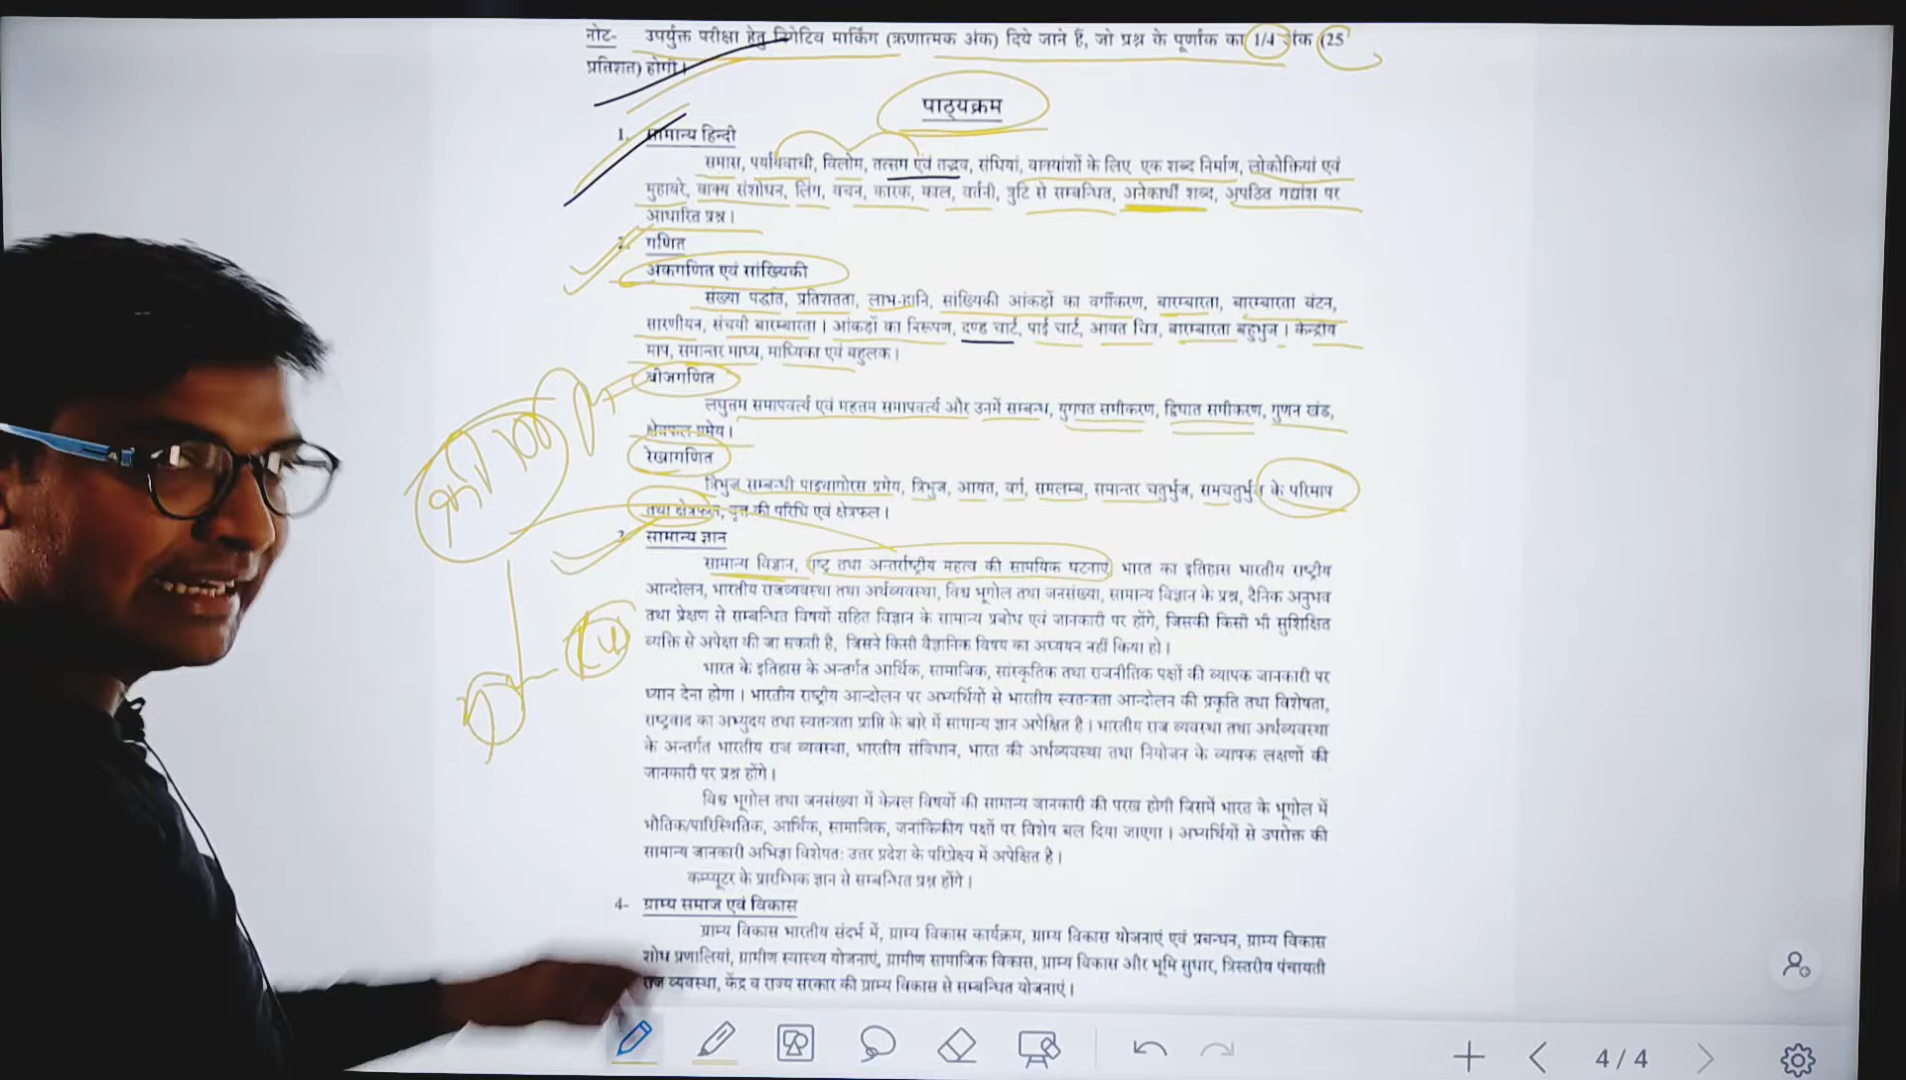 नोट- उपर्युक्त परीक्षा हेतु निगेटिव मार्किंग (ऋणात्मक अंक) दिये जाने हैं, जो प्रश्न के पूर्णांक का 1/4 अंक (25
प्रतिशत) होगी।
पाठ्यक्रम
1. सामान्य हिन्दी
समास, पर्यायवाची, विलोम, तत्सम एवं तद्भव, संधियां, वाक्यांशों के लिए एक शब्द निर्माण, लोकोक्तियां एवं
मुहावरे, वाक्य संशोधन, लिंग, वचन, कारक, काल, वर्तनी, त्रुटि से सम्बन्धित, अनेकार्थी शब्द, अपठित गद्यांश पर
आधारित प्रश्न।
2. गणित
अंकगणित एवं सांख्यिकी
संख्या पद्धति, प्रतिशतता, लाभ-हानि, सांख्यिकी आंकड़ों का वर्गीकरण, बारम्बारता, बारम्बारता बंटन,
सारणीयन, संचयी बारम्बारता। आंकड़ों का निरूपण, दण्ड चार्ट, पाई चार्ट, आयत चित्र, बारम्बारता बहुभुज। केन्द्रीय
माप, समान्तर माध्य, माध्यिका एवं बहुलक।
बीजगणित
लघुत्तम समापवर्त्य एवं महत्तम समापवर्त्य और उनमें सम्बन्ध, युगपत समीकरण, द्विघात समीकरण, गुणन खंड,
क्षेत्रफल प्रमेय।
रेखागणित
त्रिभुज सम्बन्धी पाइथागोरस प्रमेय, त्रिभुज, आयत, वर्ग, समलम्ब, समान्तर चतुर्भुज, समचतुर्भुज के परिमाप
तथा क्षेत्रफल, वृत्त की परिधि एवं क्षेत्रफल।
सामान्य ज्ञान
सामान्य विज्ञान, राष्ट्र तथा अन्तर्राष्ट्रीय महत्व की सामयिक घटनाएं भारत का इतिहास भारतीय राष्ट्रीय
आन्दोलन, भारतीय राजव्यवस्था तथा अर्थव्यवस्था, विश्व भूगोल तथा जनसंख्या, सामान्य विज्ञान के प्रश्न, दैनिक अनुभव
तथा प्रेक्षण से सम्बन्धित विषयों सहित विज्ञान के सामान्य प्रबोध एवं जानकारी पर होंगे, जिसकी किसी भी सुशिक्षित
व्यक्ति से अपेक्षा की जा सकती है, जिसने किसी वैज्ञानिक विषय का अध्ययन नहीं किया हो।
भारत के इतिहास के अन्तर्गत आर्थिक, सामाजिक, सांस्कृतिक तथा राजनीतिक पक्षों की व्यापक जानकारी पर
ध्यान देना होगा। भारतीय राष्ट्रीय आन्दोलन पर अभ्यर्थियों से भारतीय स्वतन्त्रता आन्दोलन की प्रकृति तथा विशेषता,
राष्ट्रवाद का अभ्युदय तथा स्वतन्त्रता प्राप्ति के बारे में सामान्य ज्ञान अपेक्षित है। भारतीय राज व्यवस्था तथा अर्थव्यवस्था
के अन्तर्गत भारतीय राज व्यवस्था, भारतीय संविधान, भारत की अर्थव्यवस्था तथा नियोजन के व्यापक लक्षणों की
जानकारी पर प्रश्न होंगे।
विश्व भूगोल तथा जनसंख्या में केवल विषयों की सामान्य जानकारी की परख होगी जिसमें भारत के भूगोल में
भौतिक/पारिस्थितिक, आर्थिक, सामाजिक, जनांकिकीय पक्षों पर विशेष बल दिया जाएगा। अभ्यर्थियों से उपरोक्त की
सामान्य जानकारी अभिज्ञा विशेषतः उत्तर प्रदेश के परिप्रेक्ष्य में अपेक्षित है।
कम्प्यूटर के प्रारम्भिक ज्ञान से सम्बन्धित प्रश्न होंगे।
4- ग्राम्य समाज एवं विकास
ग्राम्य विकास भारतीय संदर्भ में, ग्राम्य विकास कार्यक्रम, ग्राम्य विकास योजनाएं एवं प्रबन्धन, ग्राम्य विकास
शोध प्रणालियां, ग्रामीण स्वास्थ्य योजनाएं, ग्रामीण सामाजिक विकास, ग्राम्य विकास और भूमि सुधार, त्रिस्तरीय पंचायती
राज व्यवस्था, केंद्र व राज्य सरकार की ग्राम्य विकास से सम्बन्धित योजनाएं।
4 / 4